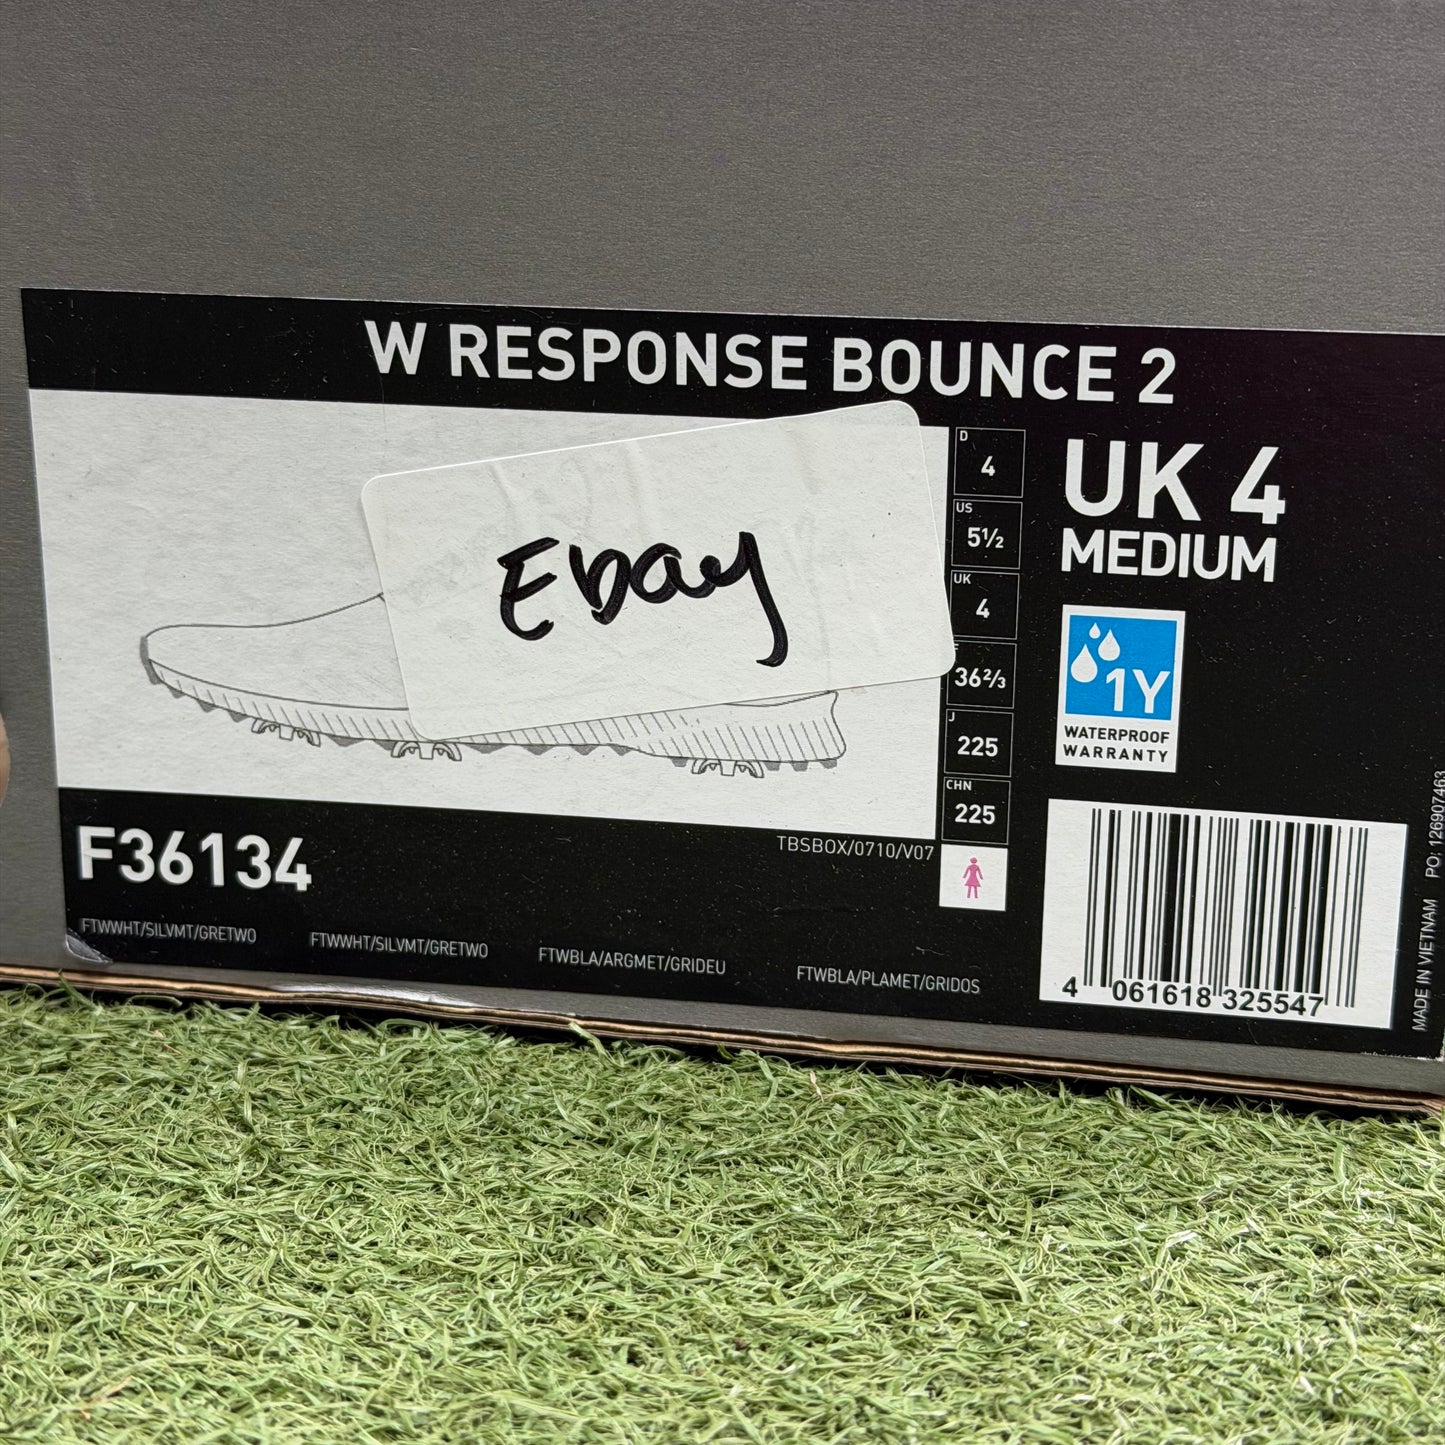 W RESPONSE BOUNCE 2
Ebay
D
4
US
5½
UK
4
F
36⅔
J
225
CHN
225
UK 4
MEDIUM
1Y
WATERPROOF
WARRANTY
F36134
TBSBOX/0710/V07
FTWWHT/SILVMT/GRETWO
FTWWHT/SILVMT/GRETWO
FTWBLA/ARGMET/GRIDEU
FTWBLA/PLAMET/GRIDOS
4 061618 325547
MADE IN VIETNAM PO: 126907463